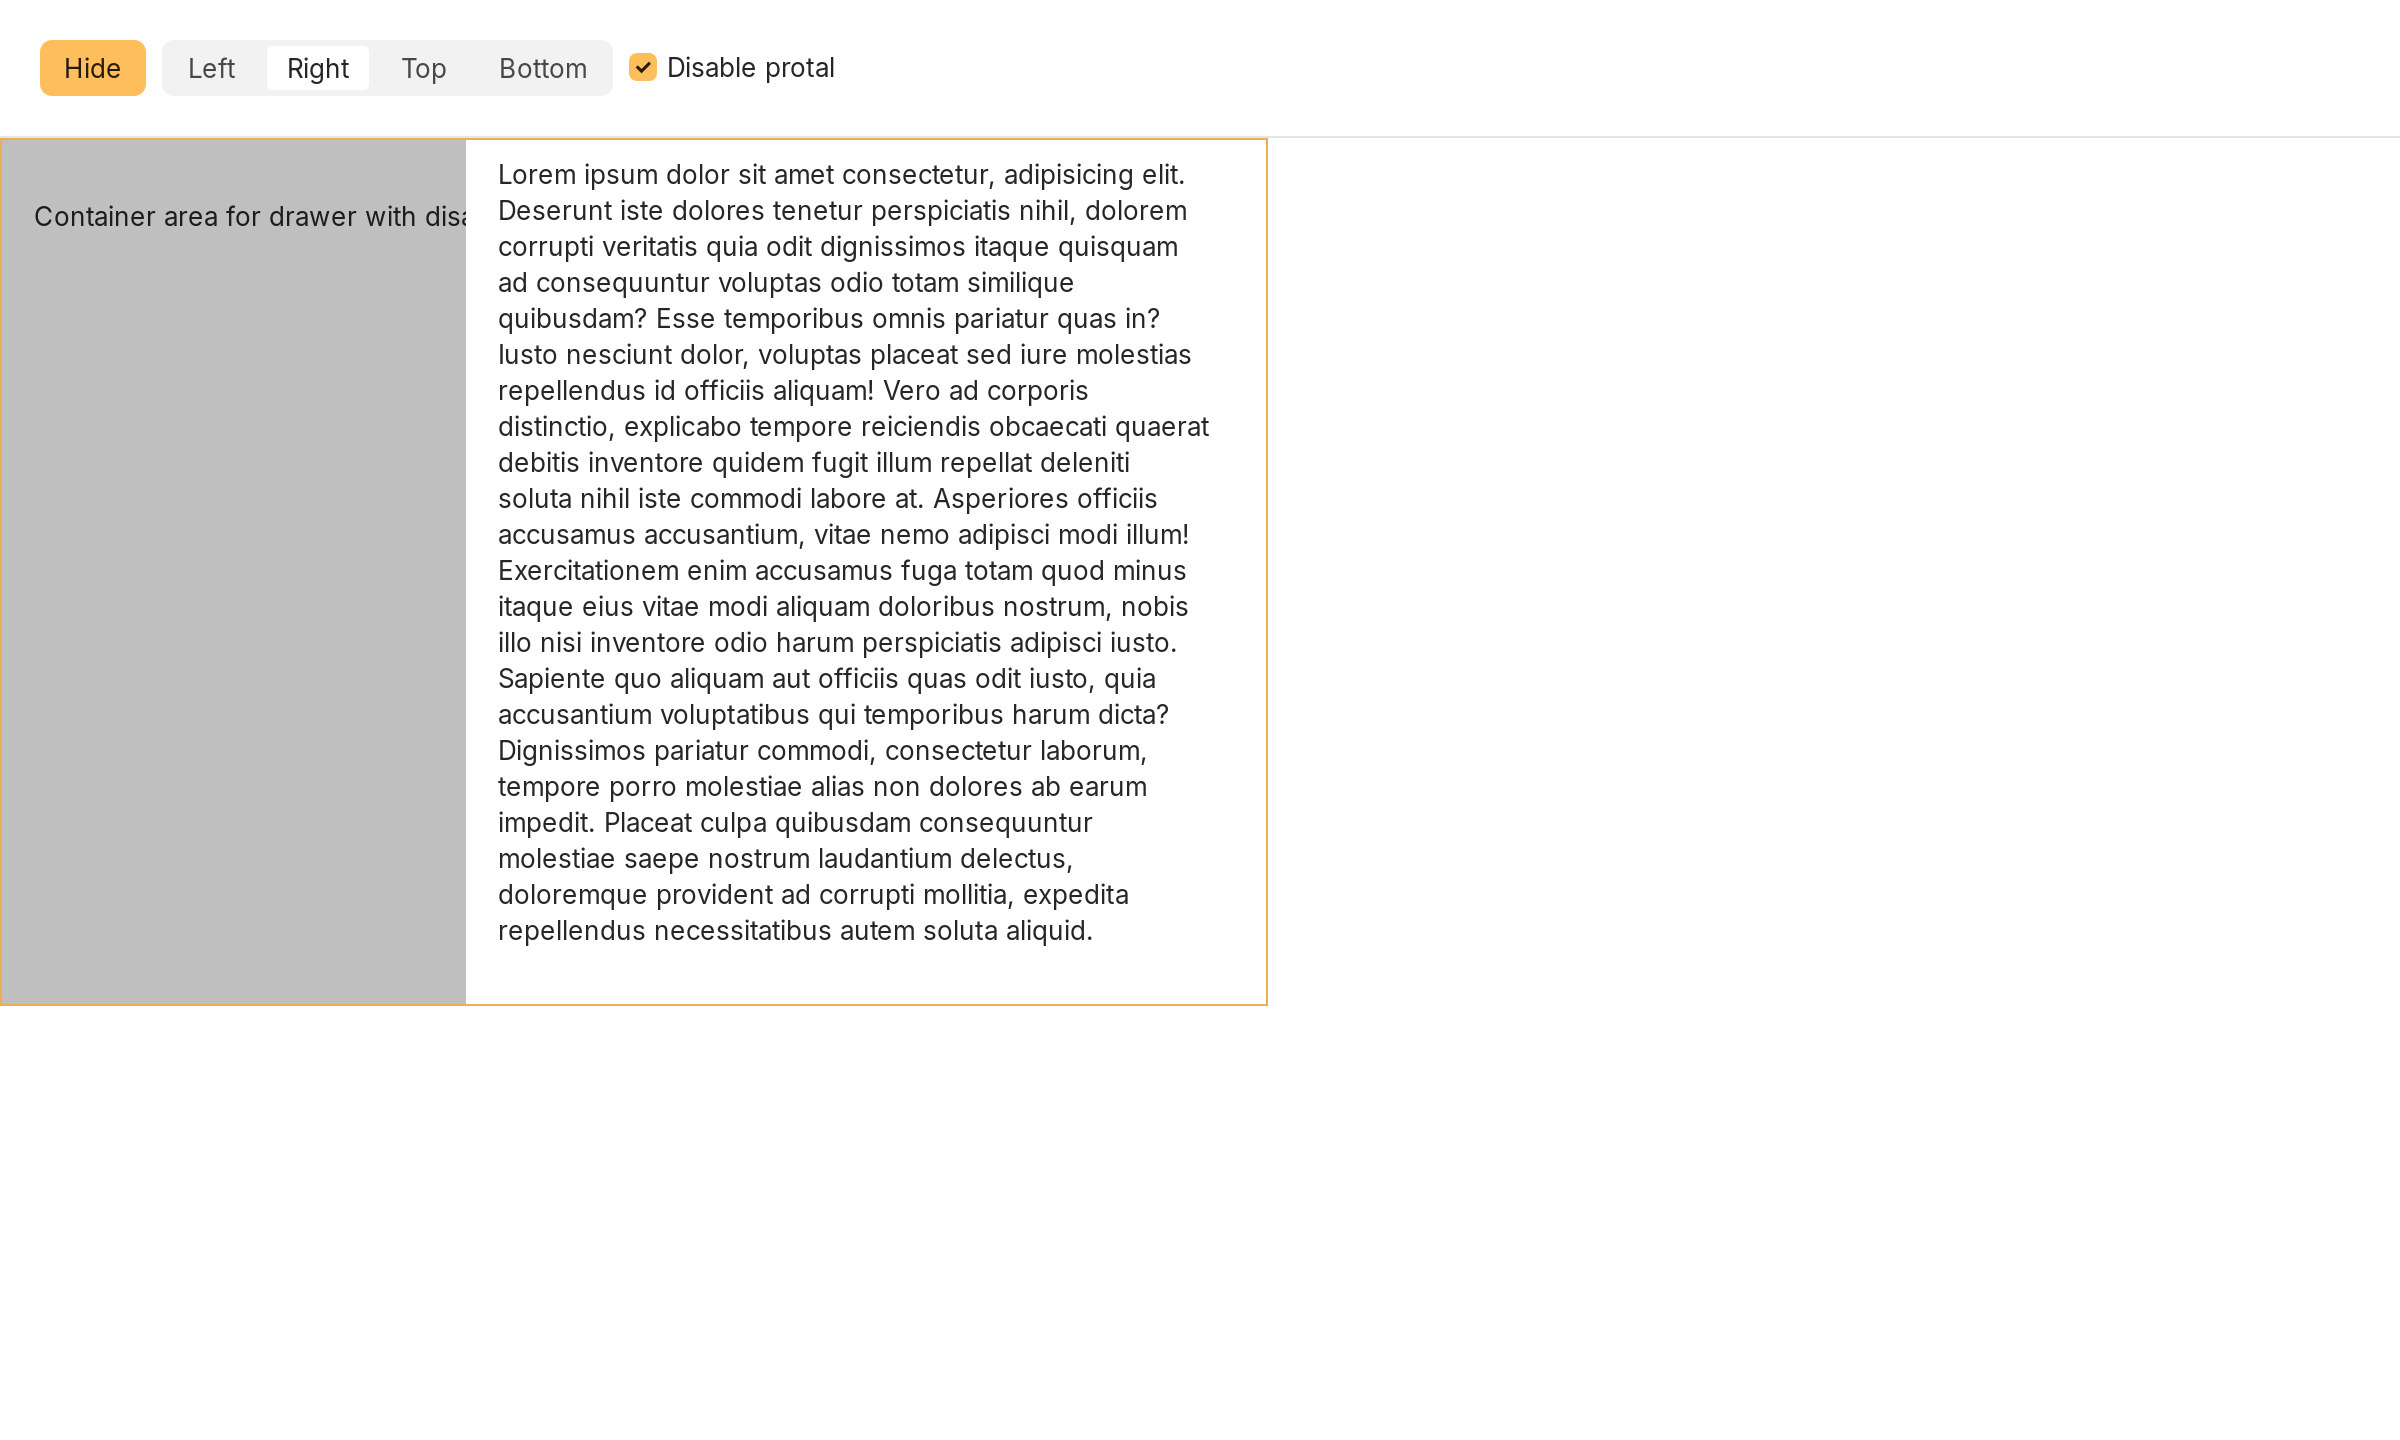 Hide Left Right Top Bottom Disable protal
Container area for drawer with disa
Lorem ipsum dolor sit amet consectetur, adipisicing elit.
Deserunt iste dolores tenetur perspiciatis nihil, dolorem
corrupti veritatis quia odit dignissimos itaque quisquam
ad consequuntur voluptas odio totam similique
quibusdam? Esse temporibus omnis pariatur quas in?
Iusto nesciunt dolor, voluptas placeat sed iure molestias
repellendus id officiis aliquam! Vero ad corporis
distinctio, explicabo tempore reiciendis obcaecati quaerat
debitis inventore quidem fugit illum repellat deleniti
soluta nihil iste commodi labore at. Asperiores officiis
accusamus accusantium, vitae nemo adipisci modi illum!
Exercitationem enim accusamus fuga totam quod minus
itaque eius vitae modi aliquam doloribus nostrum, nobis
illo nisi inventore odio harum perspiciatis adipisci iusto.
Sapiente quo aliquam aut officiis quas odit iusto, quia
accusantium voluptatibus qui temporibus harum dicta?
Dignissimos pariatur commodi, consectetur laborum,
tempore porro molestiae alias non dolores ab earum
impedit. Placeat culpa quibusdam consequuntur
molestiae saepe nostrum laudantium delectus,
doloremque provident ad corrupti mollitia, expedita
repellendus necessitatibus autem soluta aliquid.